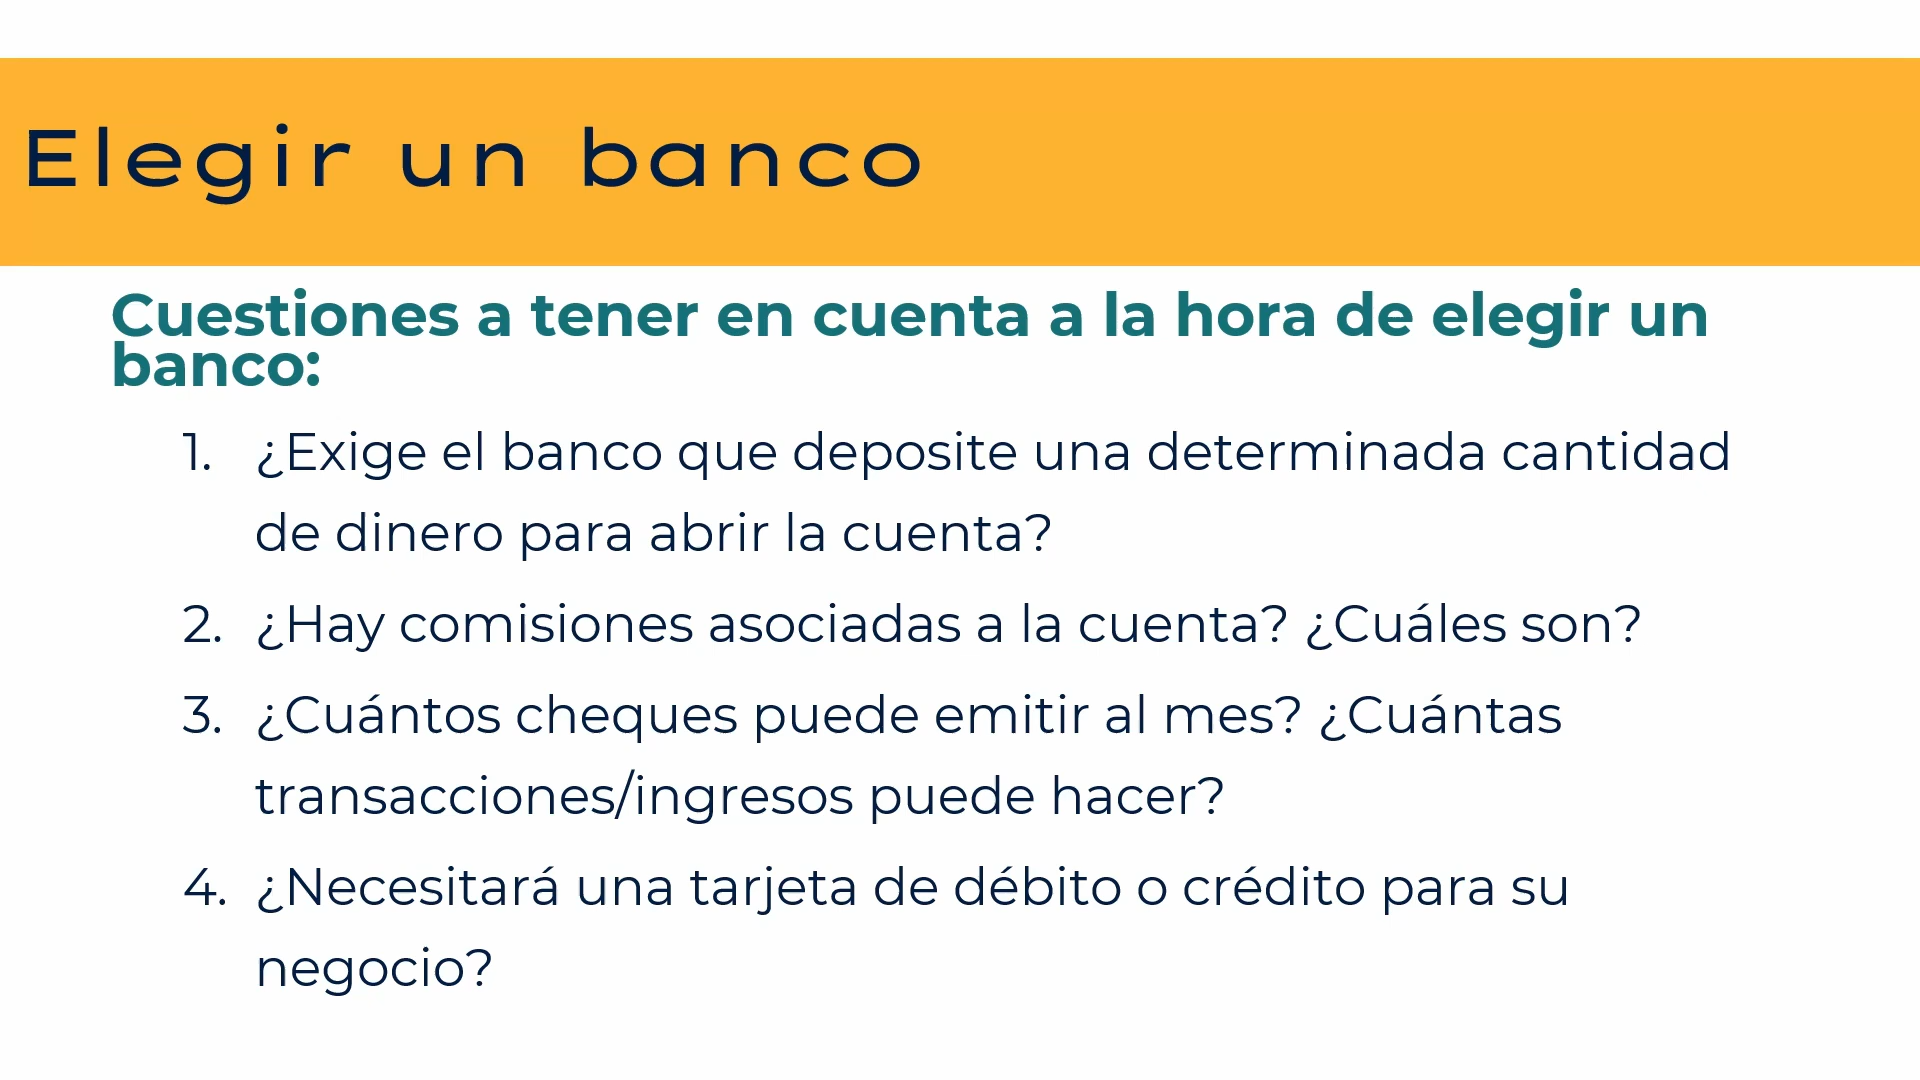 Elegir un banco
Cuestiones a tener en cuenta a la hora de elegir un
banco:
1. ¿Exige el banco que deposite una determinada cantidad
de dinero para abrir la cuenta?
2. ¿Hay comisiones asociadas a la cuenta? ¿Cuáles son?
3. ¿Cuántos cheques puede emitir al mes? ¿Cuántas
transacciones/ingresos puede hacer?
4. ¿Necesitará una tarjeta de débito o crédito para su
negocio?